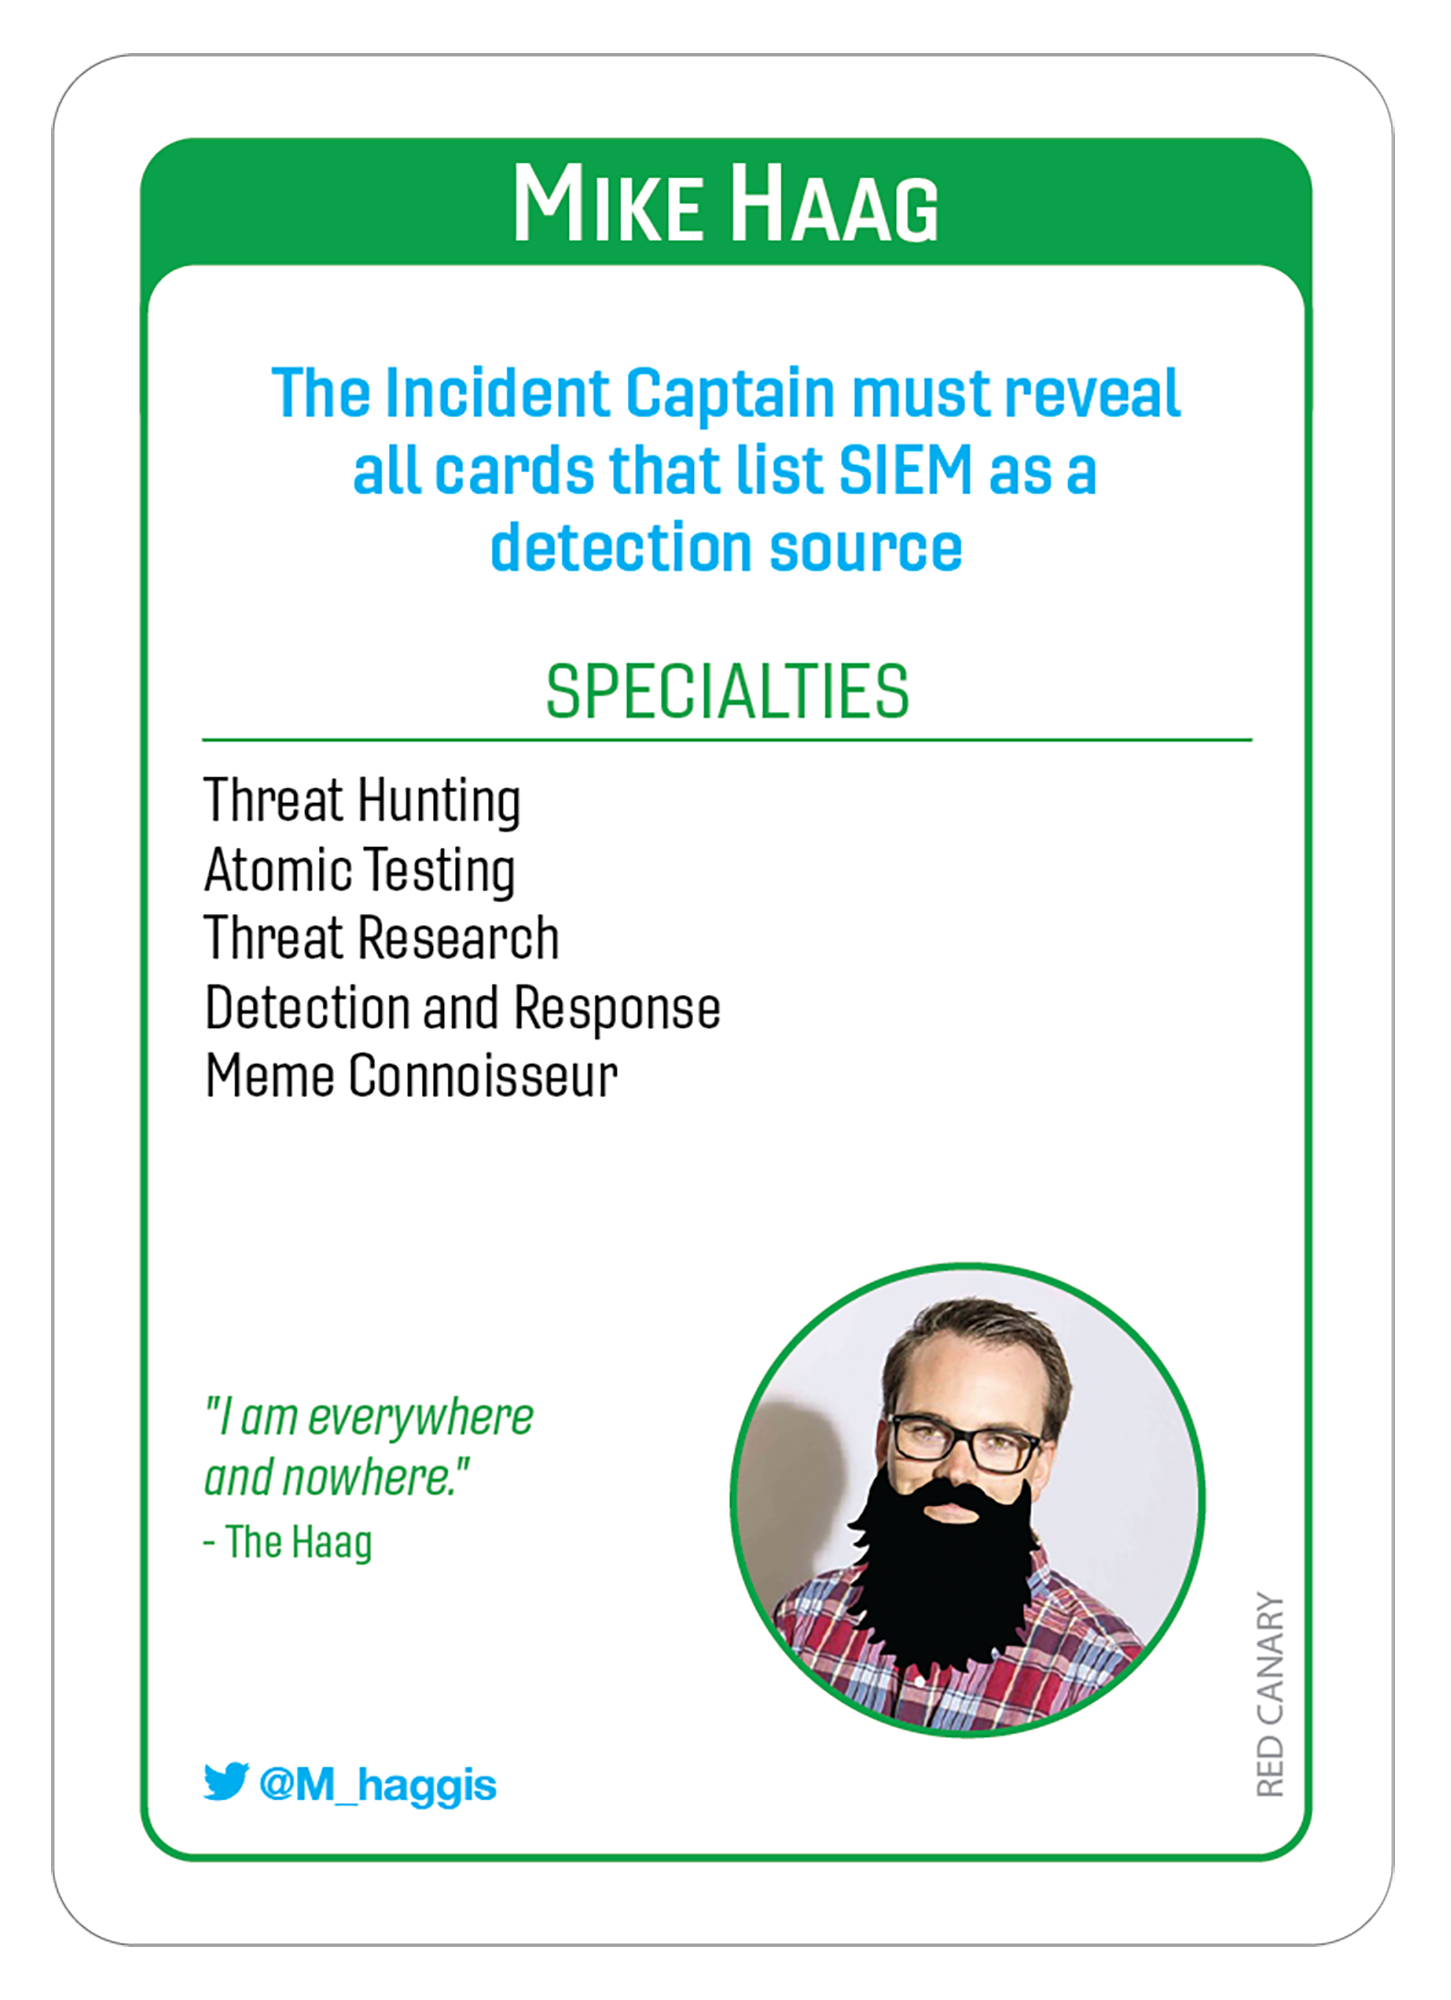 MIKE HAAG
The Incident Captain must reveal
all cards that list SIEM as a
detection source
SPECIALTIES
Threat Hunting
Atomic Testing
Threat Research
Detection and Response
Meme Connoisseur
"I am everywhere
and nowhere."
- The Haag
@M_haggis
RED CANARY